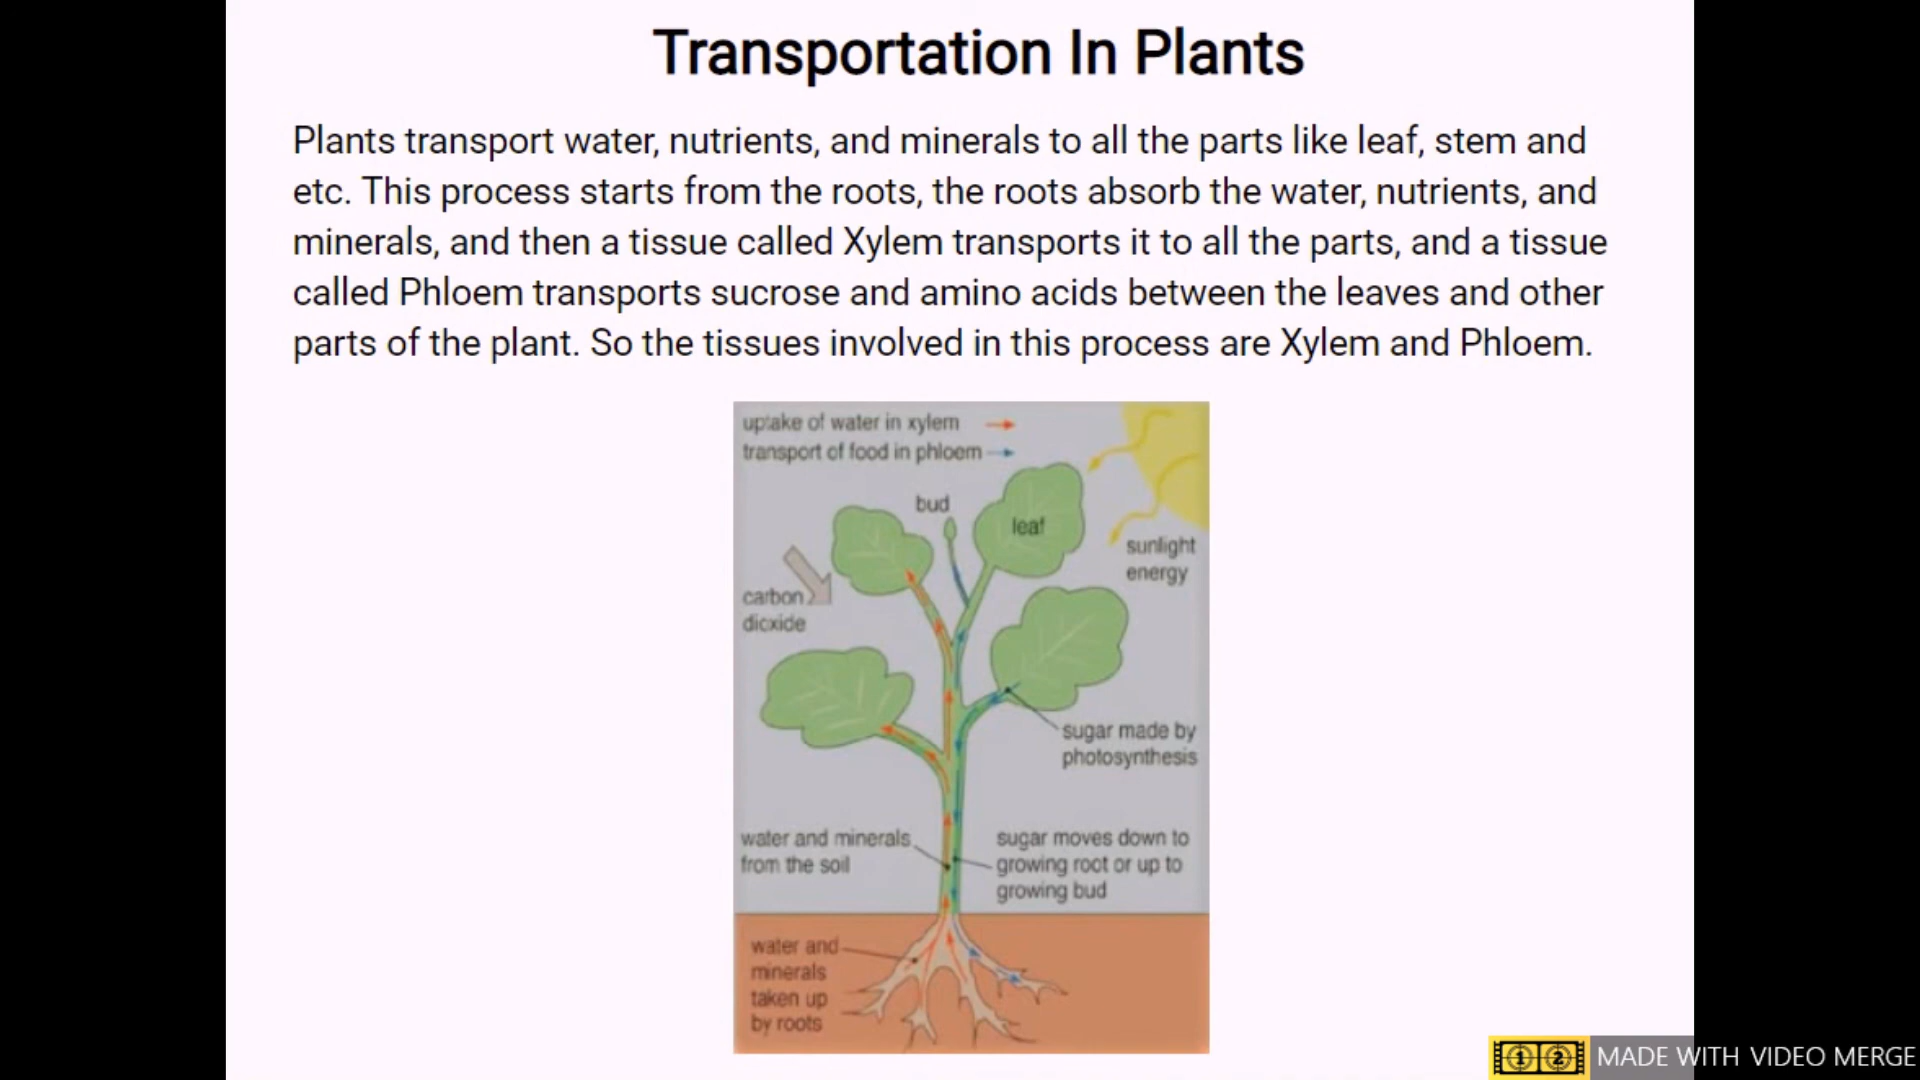 Transportation In Plants
Plants transport water, nutrients, and minerals to all the parts like leaf, stem and
etc. This process starts from the roots, the roots absorb the water, nutrients, and
minerals, and then a tissue called Xylem transports it to all the parts, and a tissue
called Phloem transports sucrose and amino acids between the leaves and other
parts of the plant. So the tissues involved in this process are Xylem and Phloem.
uptake of water in xylem
transport of food in phloem
bud
leaf
sunlight
energy
carbon
dioxide
sugar made by
photosynthesis
water and minerals
from the soil
sugar moves down to
growing root or up to
growing bud
water and
minerals
taken up
by roots
1 2 MADE WITH VIDEO MERGE